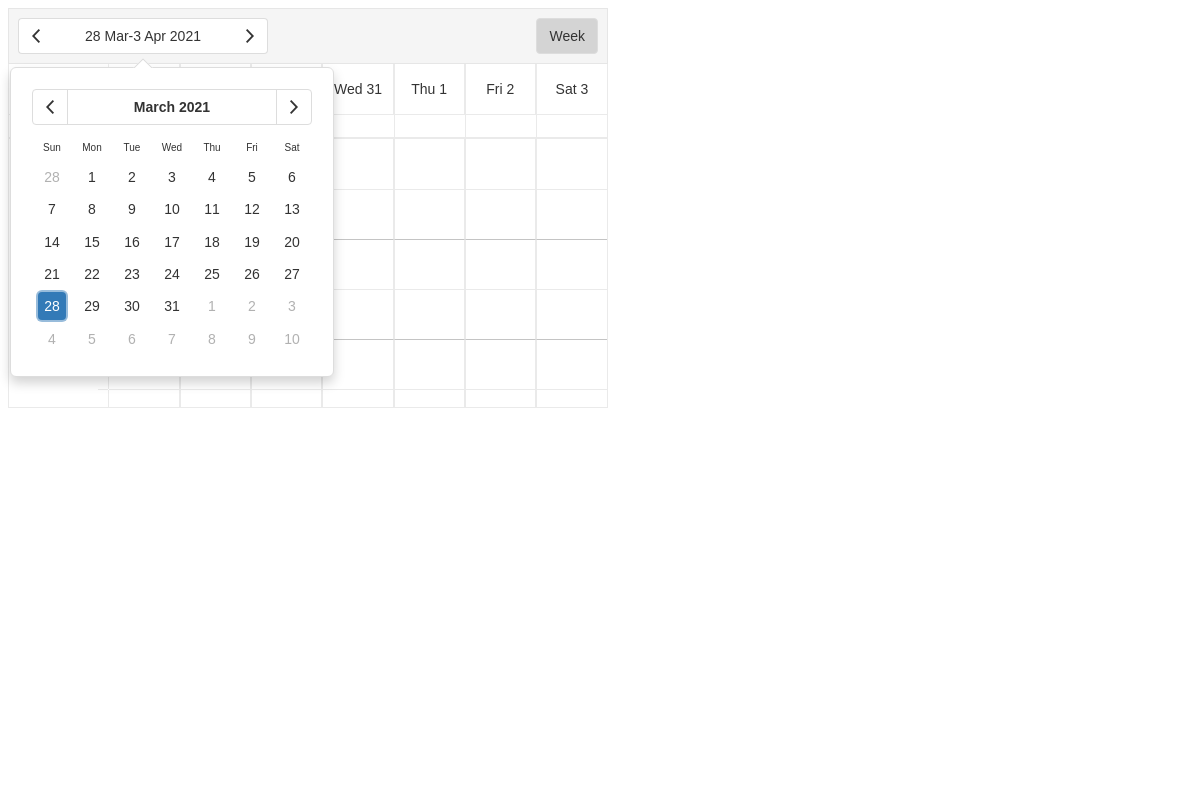 28 Mar-3 Apr 2021 Week
Wed 31 Thu 1 Fri 2 Sat 3
March 2021
Sun Mon Tue Wed Thu Fri Sat
28 1 2 3 4 5 6
7 8 9 10 11 12 13
14 15 16 17 18 19 20
21 22 23 24 25 26 27
28 29 30 31 1 2 3
4 5 6 7 8 9 10